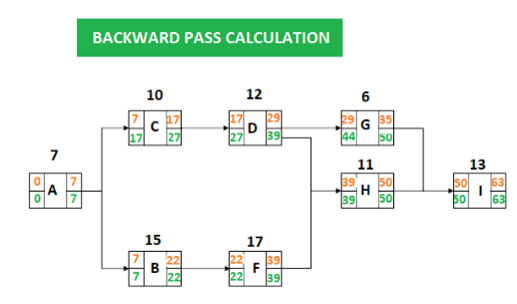 BACKWARD PASS CALCULATION
10
12
6
7 C 17
17 27
17 D 29
27 39
29 G 35
44 50
7
0 A 7
0 7
11
39 H 50
39 50
13
50 I 63
50 63
15
17
7 B 22
7 22
22 F 39
22 39